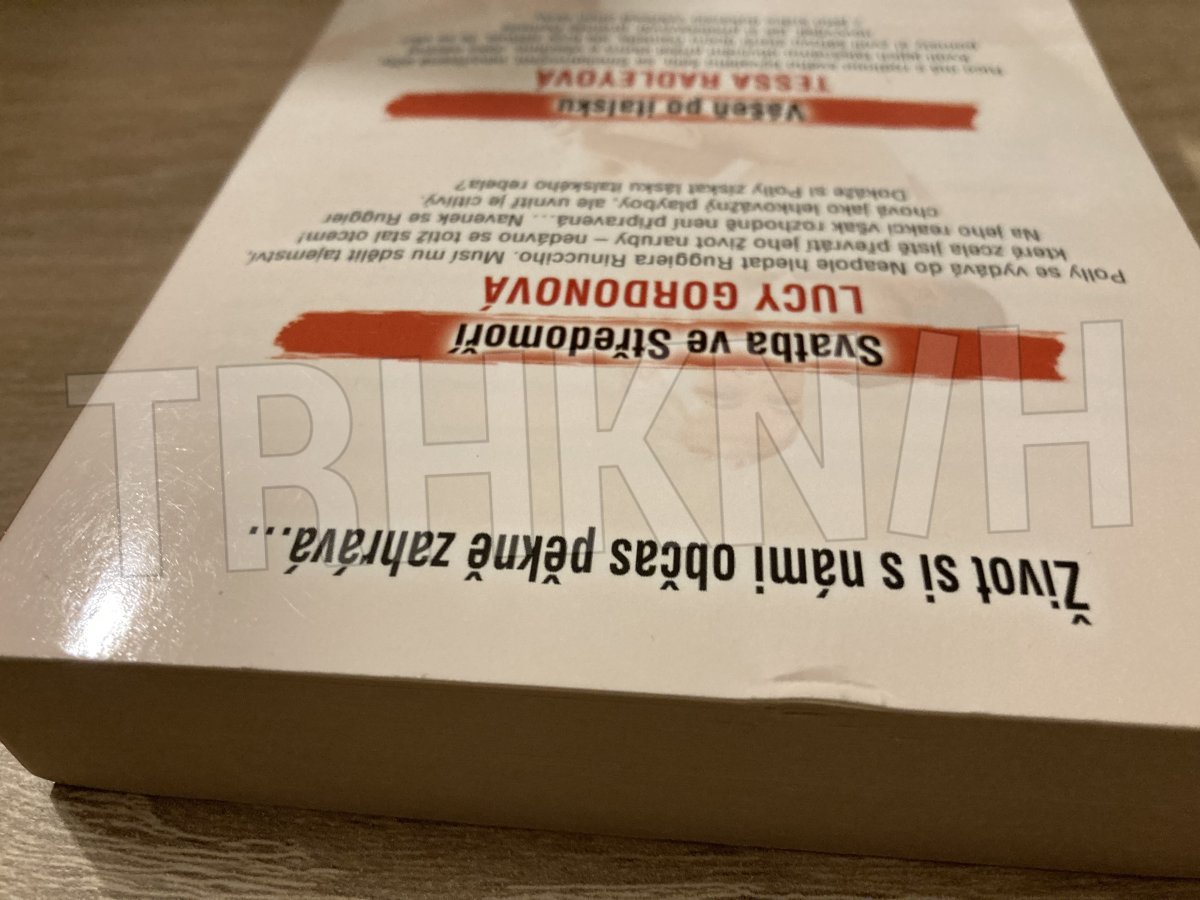 Život si s námi občas pěkně zahrává...
Svatba ve Středomoří
LUCY GORDONOVÁ
Polly se vydává do Neapole hledat Ruggiera Rinucciho. Musí mu sdělit tajemství,
které zcela jistě převrátí jeho život naruby – nedávno se totiž stal otcem!
Na jeho reakci však rozhodně není připravená... Navenek se Ruggier
chová jako lehkovážný playboy, ale uvnitř je citlivý.
Dokáže si Polly získat lásku italského rebela?
Vášeň po italsku
TESSA RADLEYOVÁ
TRHKN/H